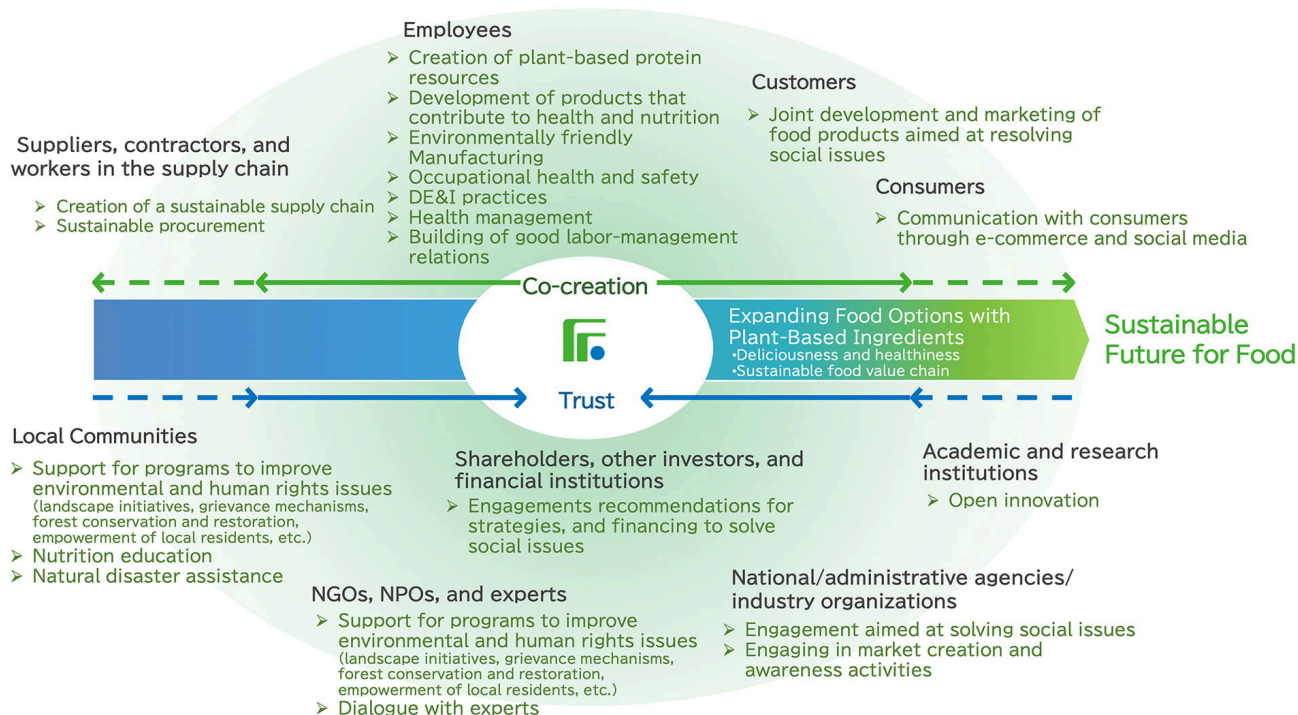 Employees
➢ Creation of plant-based protein
resources
➢ Development of products that
contribute to health and nutrition
➢ Environmentally friendly
Manufacturing
➢ Occupational health and safety
➢ DE&I practices
➢ Health management
➢ Building of good labor-management
relations
Customers
➢ Joint development and marketing of
food products aimed at resolving
social issues
Suppliers, contractors, and
workers in the supply chain
➢ Creation of a sustainable supply chain
➢ Sustainable procurement
Consumers
➢ Communication with consumers
through e-commerce and social media
Co-creation
Expanding Food Options with
Plant-Based Ingredients
•Deliciousness and healthiness
•Sustainable food value chain
Sustainable
Future for Food
Trust
Local Communities
➢ Support for programs to improve
environmental and human rights issues
(landscape initiatives, grievance mechanisms,
forest conservation and restoration,
empowerment of local residents, etc.)
➢ Nutrition education
➢ Natural disaster assistance
Shareholders, other investors, and
financial institutions
➢ Engagements recommendations for
strategies, and financing to solve
social issues
Academic and research
institutions
➢ Open innovation
NGOs, NPOs, and experts
➢ Support for programs to improve
environmental and human rights issues
(landscape initiatives, grievance mechanisms,
forest conservation and restoration,
empowerment of local residents, etc.)
➢ Dialogue with experts
National/administrative agencies/
industry organizations
➢ Engagement aimed at solving social issues
➢ Engaging in market creation and
awareness activities